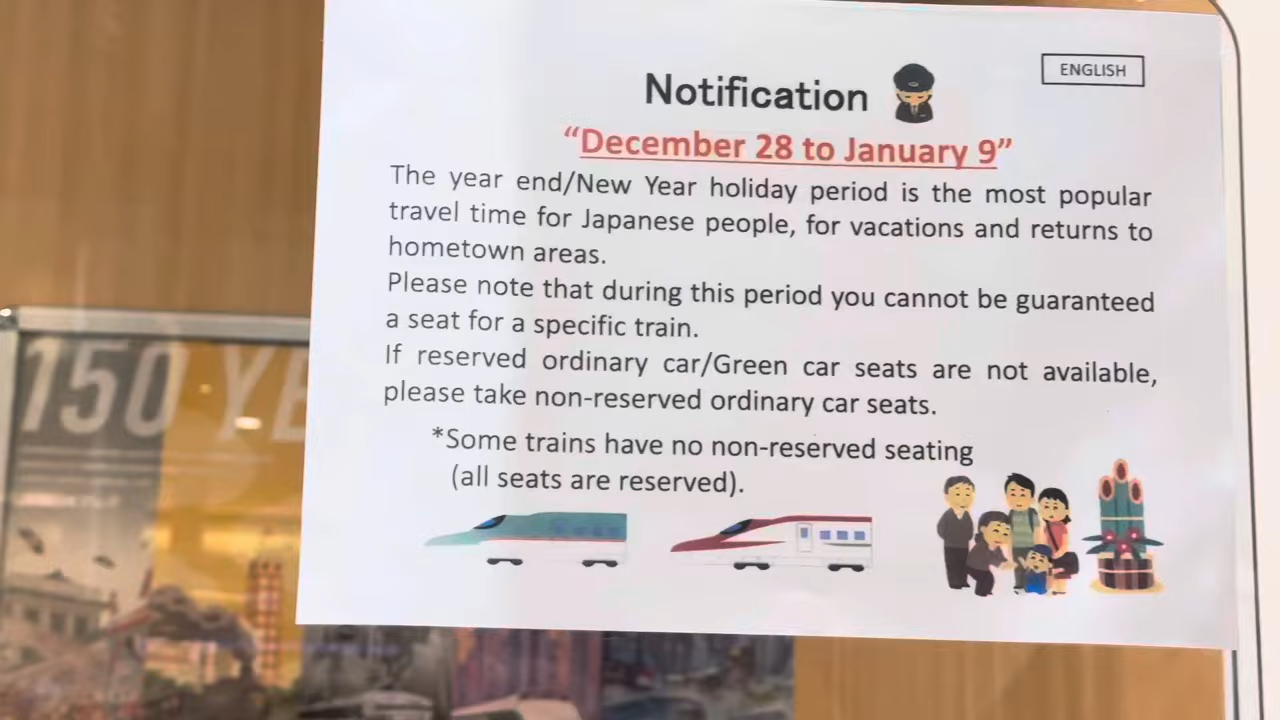 ENGLISH
Notification
“December 28 to January 9”
The year end/New Year holiday period is the most popular
travel time for Japanese people, for vacations and returns to
hometown areas.
Please note that during this period you cannot be guaranteed
a seat for a specific train.
If reserved ordinary car/Green car seats are not available,
please take non-reserved ordinary car seats.
*Some trains have no non-reserved seating
(all seats are reserved).
150 YE